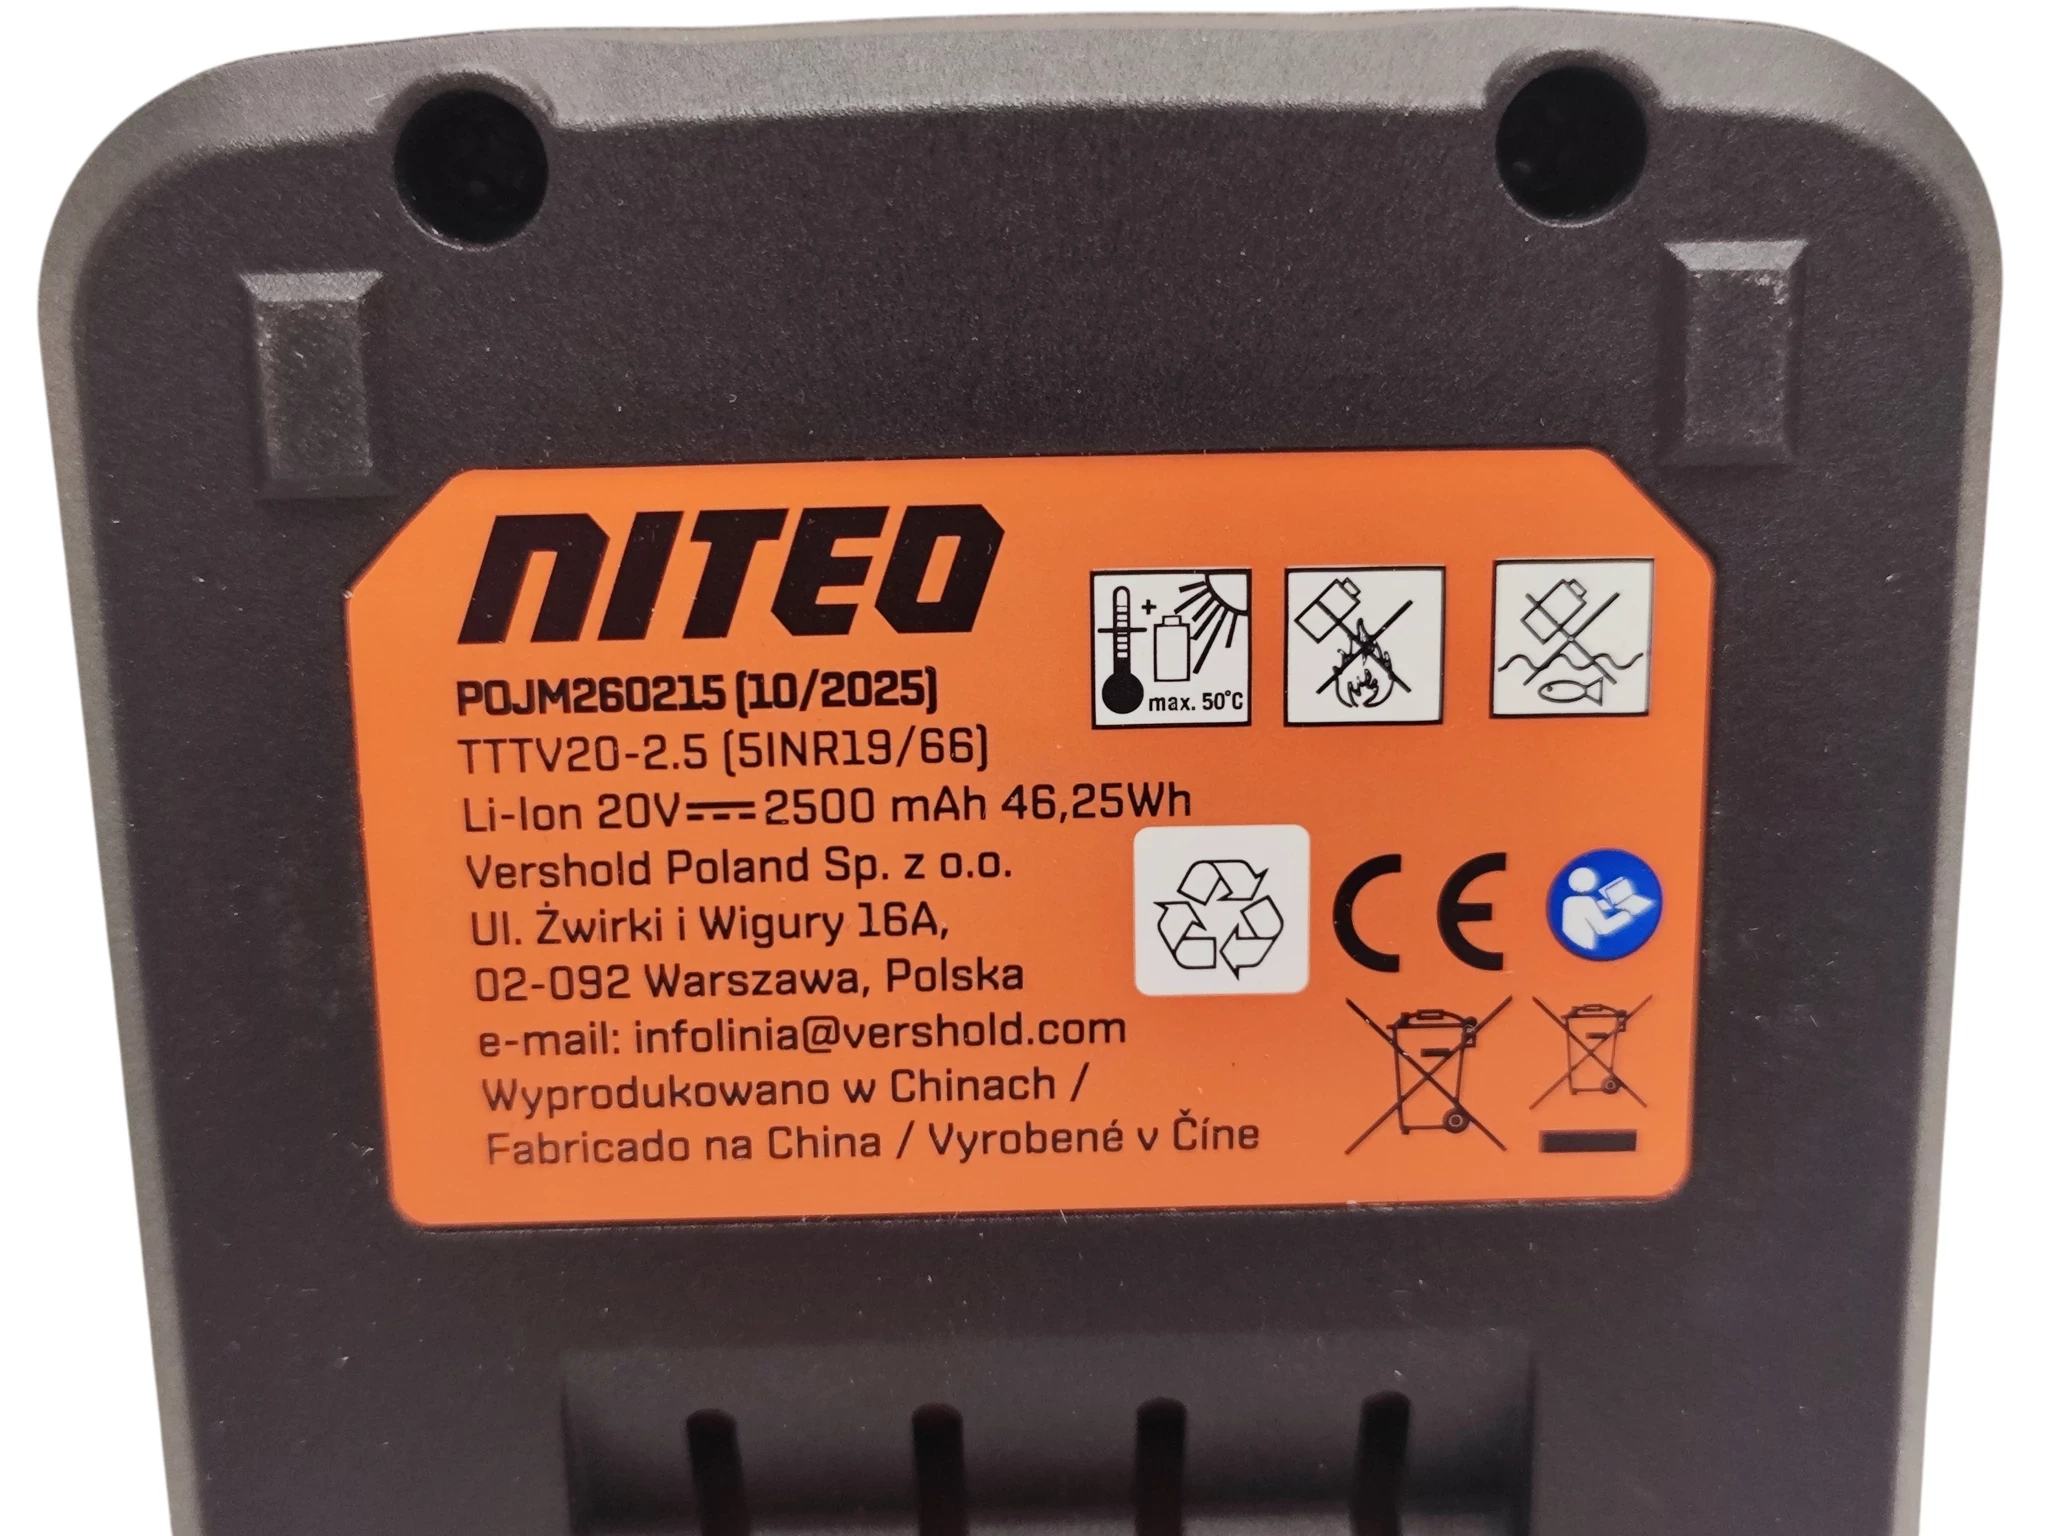 NITEO
POJM260215 (10/2025)
TTTV20-2.5 (5INR19/66)
Li-Ion 20V⎓2500 mAh 46,25Wh
Vershold Poland Sp. z o.o.
Ul. Żwirki i Wigury 16A,
02-092 Warszawa, Polska
e-mail: infolinia@vershold.com
Wyprodukowano w Chinach /
Fabricado na China / Vyrobené v Číne
+
max. 50°C
CE